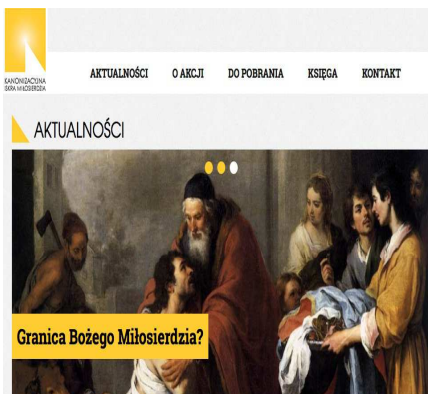 KANONIZACYJNA
ISKRA MIŁOSIERDZIA
AKTUALNOŚCI
O AKCJI
DO POBRANIA
KSIĘGA
KONTAKT
AKTUALNOŚCI
Granica Bożego Miłosierdzia?